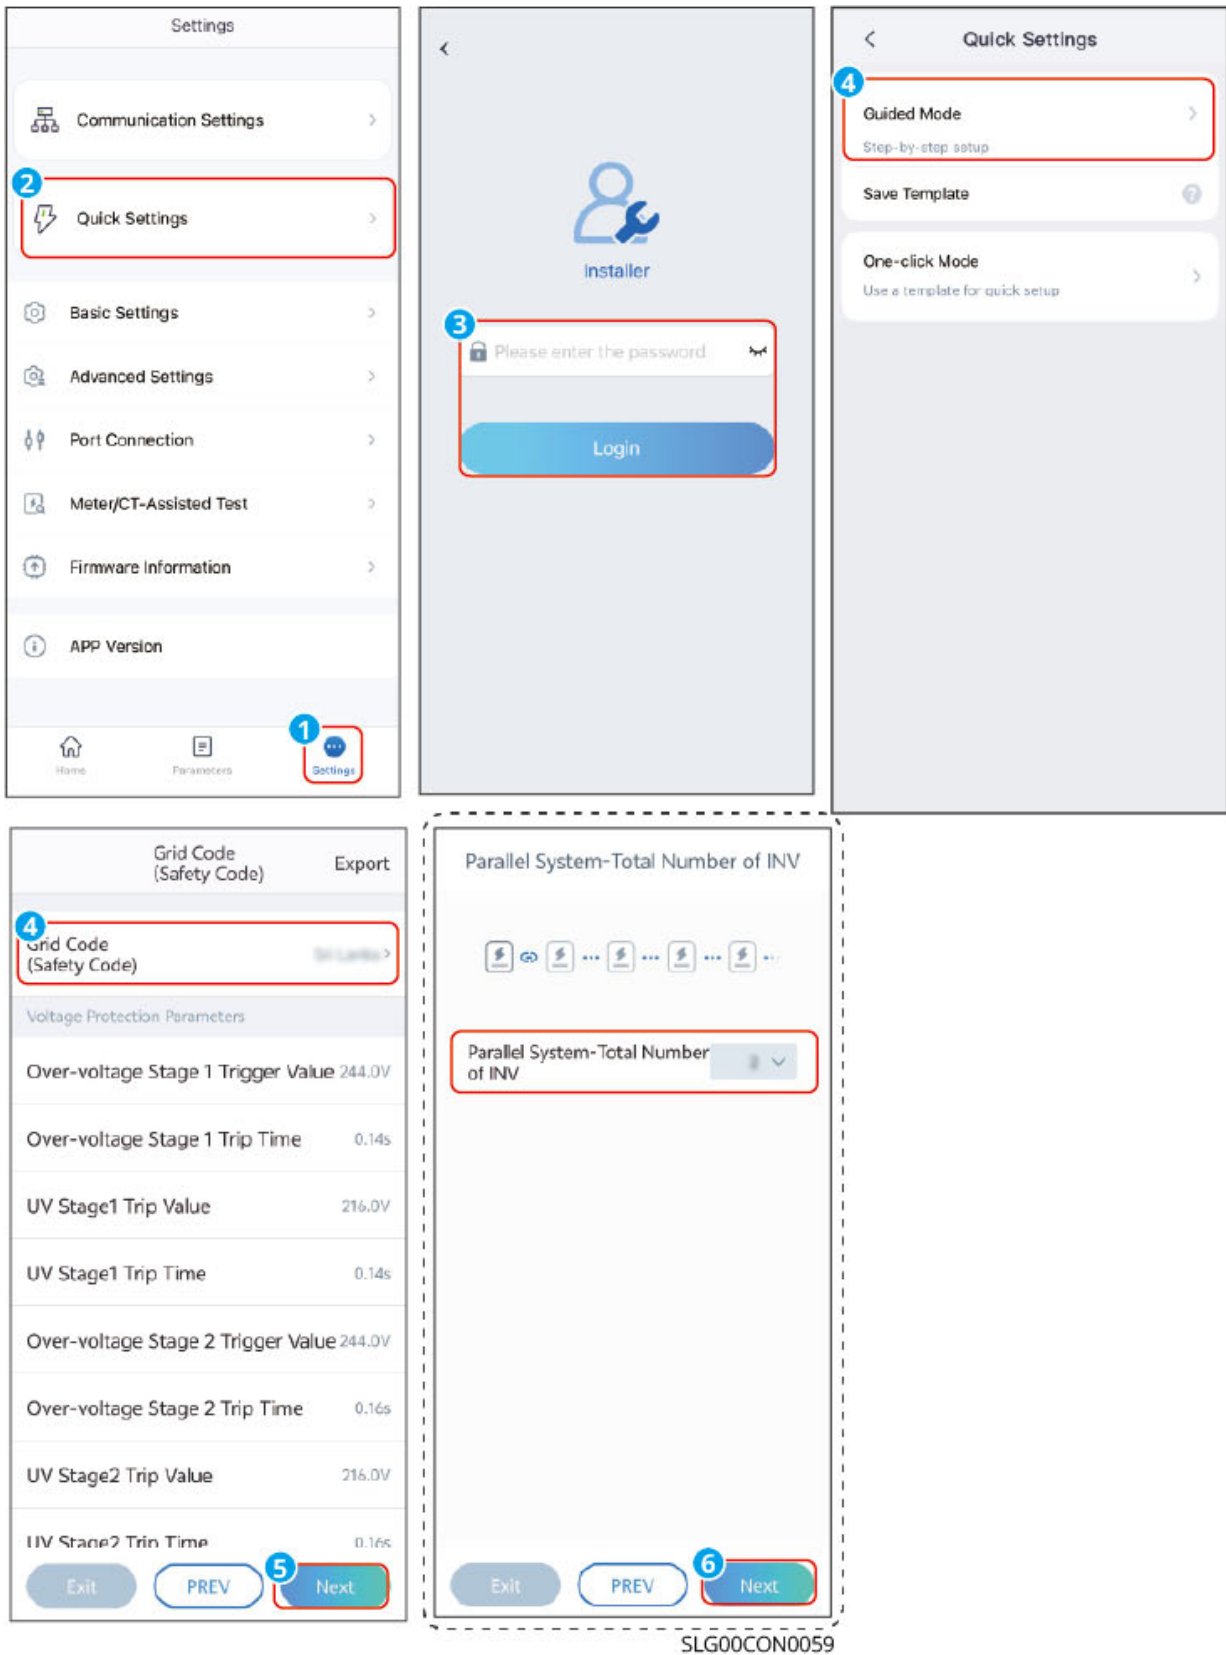 Settings
Communication Settings
2
Quick Settings
Basic Settings
Advanced Settings
Port Connection
Meter/CT-Assisted Test
Firmware Information
APP Version
1
Home
Parameters
Settings
Installer
3
Please enter the password
Login
Quick Settings
4
Guided Mode
Step-by-step setup
Save Template
?
One-click Mode
Use a template for quick setup
Grid Code
(Safety Code)
Export
4
Grid Code
(Safety Code)
Voltage Protection Parameters
Over-voltage Stage 1 Trigger Value 244.0V
Over-voltage Stage 1 Trip Time 0.14s
UV Stage1 Trip Value 216.0V
UV Stage1 Trip Time 0.14s
Over-voltage Stage 2 Trigger Value 244.0V
Over-voltage Stage 2 Trip Time 0.16s
UV Stage2 Trip Value 216.0V
UV Stage2 Trip Time 0.16s
Exit
PREV
5
Next
Parallel System-Total Number of INV
Parallel System-Total Number
of INV
Exit
PREV
6
Next
SLG00CON0059